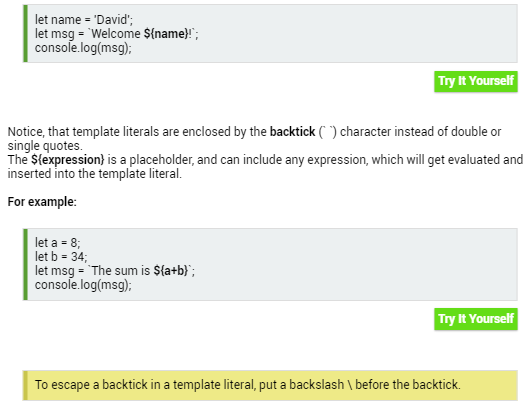 let name = 'David';
let msg = `Welcome ${name}!`;
console.log(msg);
Try It Yourself
Notice, that template literals are enclosed by the backtick (` `) character instead of double or
single quotes.
The ${expression} is a placeholder, and can include any expression, which will get evaluated and
inserted into the template literal.
For example:
let a = 8;
let b = 34;
let msg = `The sum is ${a+b}`;
console.log(msg);
Try It Yourself
To escape a backtick in a template literal, put a backslash \ before the backtick.